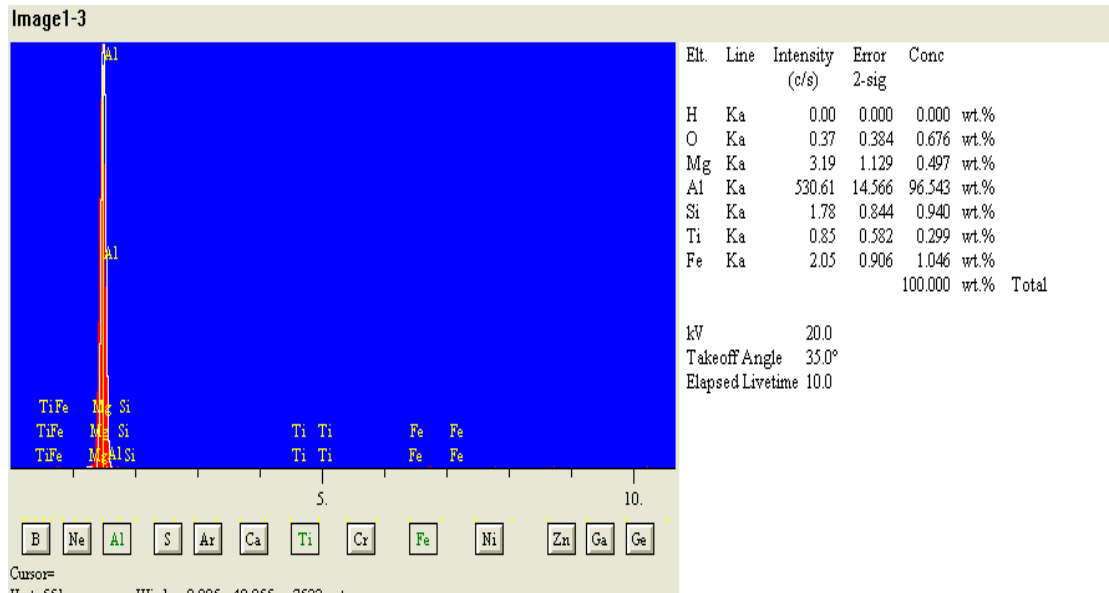 Image1-3
Al
Al
TiFe Mg Si
TiFe Mg Si Ti Ti Fe Fe
TiFe MgAlSi Ti Ti Fe Fe
5. 10.
B Ne Al S Ar Ca Ti Cr Fe Ni Zn Ga Ge
Cursor=
Elt. Line Intensity Error Conc
(c/s) 2-sig
H Ka 0.00 0.000 0.000 wt.%
O Ka 0.37 0.384 0.676 wt.%
Mg Ka 3.19 1.129 0.497 wt.%
Al Ka 530.61 14.566 96.543 wt.%
Si Ka 1.78 0.844 0.940 wt.%
Ti Ka 0.85 0.582 0.299 wt.%
Fe Ka 2.05 0.906 1.046 wt.%
100.000 wt.% Total
kV 20.0
Takeoff Angle 35.0°
Elapsed Livetime 10.0